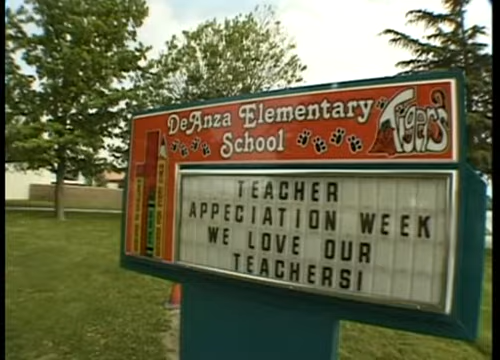 DeAnza Elementary
School
Tigers
TEACHER
APPECIATION WEEK
WE LOVE OUR
TEACHERS!